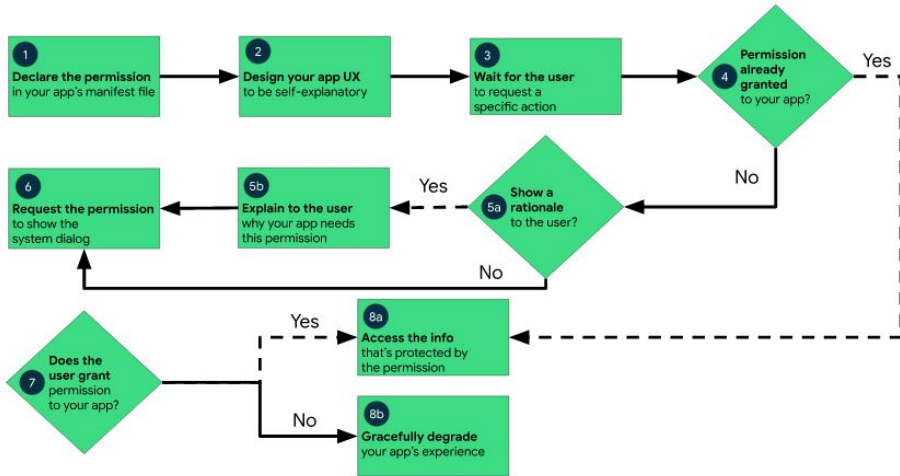 1
Declare the permission
in your app's manifest file
2
Design your app UX
to be self-explanatory
3
Wait for the user
to request a
specific action
4
Permission
already
granted
to your app?
Yes
No
5a
Show a
rationale
to the user?
Yes
No
5b
Explain to the user
why your app needs
this permission
6
Request the permission
to show the
system dialog
7
Does the
user grant
permission
to your app?
Yes
No
8a
Access the info
that's protected by
the permission
8b
Gracefully degrade
your app's experience